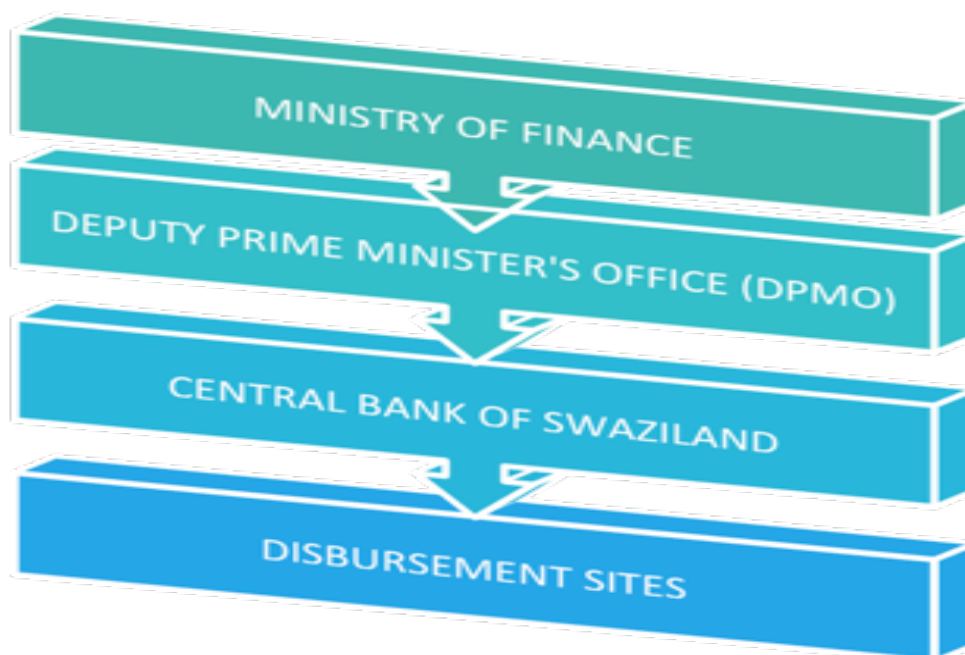 MINISTRY OF FINANCE
DEPUTY PRIME MINISTER'S OFFICE (DPMO)
CENTRAL BANK OF SWAZILAND
DISBURSEMENT SITES